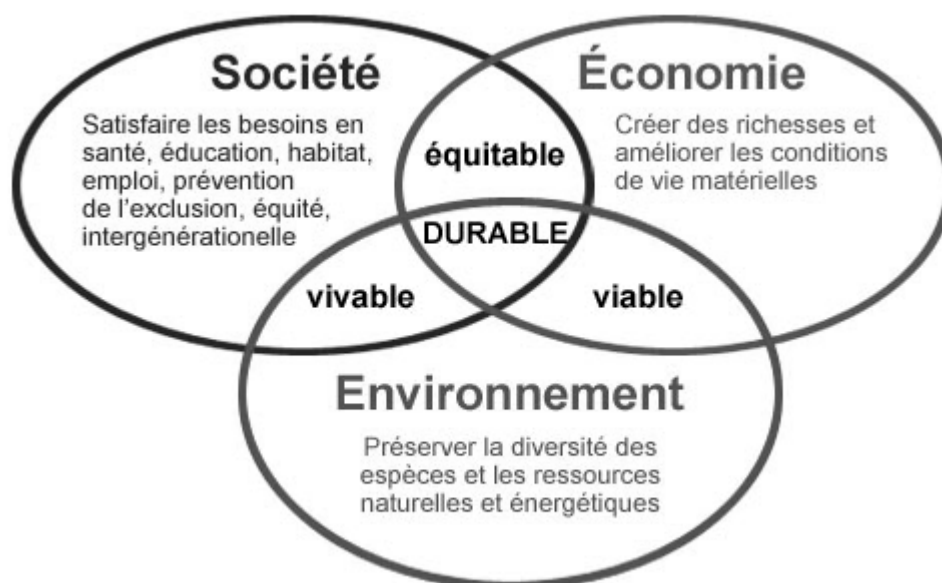 Société
Satisfaire les besoins en
santé, éducation, habitat,
emploi, prévention
de l'exclusion, équité,
intergénérationelle
Économie
Créer des richesses et
améliorer les conditions
de vie matérielles
équitable
DURABLE
vivable
viable
Environnement
Préserver la diversité des
espèces et les ressources
naturelles et énergétiques